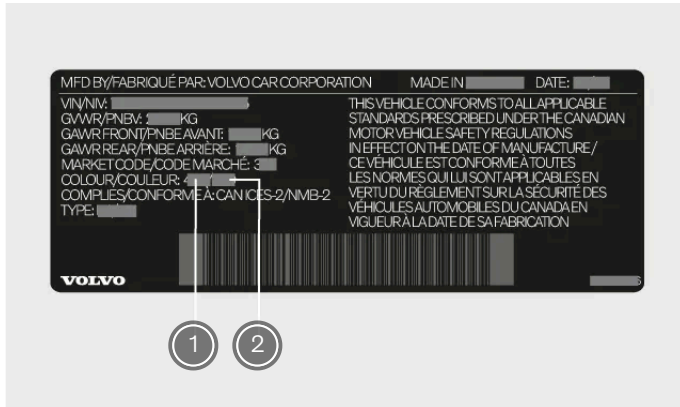 MFD BY/FABRIQUÉ PAR: VOLVO CAR CORPORATION MADE IN DATE:
VIN/NIV:
GVWR/PNBV: KG
GAWR FRONT/PNBE AVANT: KG
GAWR REAR/PNBE ARRIÈRE: KG
MARKET CODE/CODE MARCHÉ: 3
COLOUR/COULEUR: 4
COMPLIES/CONFORME À: CAN ICES-2/NMB-2
TYPE:
THIS VEHICLE CONFORMS TO ALL APPLICABLE
STANDARDS PRESCRIBED UNDER THE CANADIAN
MOTOR VEHICLE SAFETY REGULATIONS
IN EFFECT ON THE DATE OF MANUFACTURE /
CE VÉHICULE EST CONFORME À TOUTES
LES NORMES QUI LUI SONT APPLICABLES EN
VERTU DU RÈGLEMENT SUR LA SÉCURITÉ DES
VÉHICULES AUTOMOBILES DU CANADA EN
VIGUEUR À LA DATE DE SA FABRICATION
VOLVO
1 2